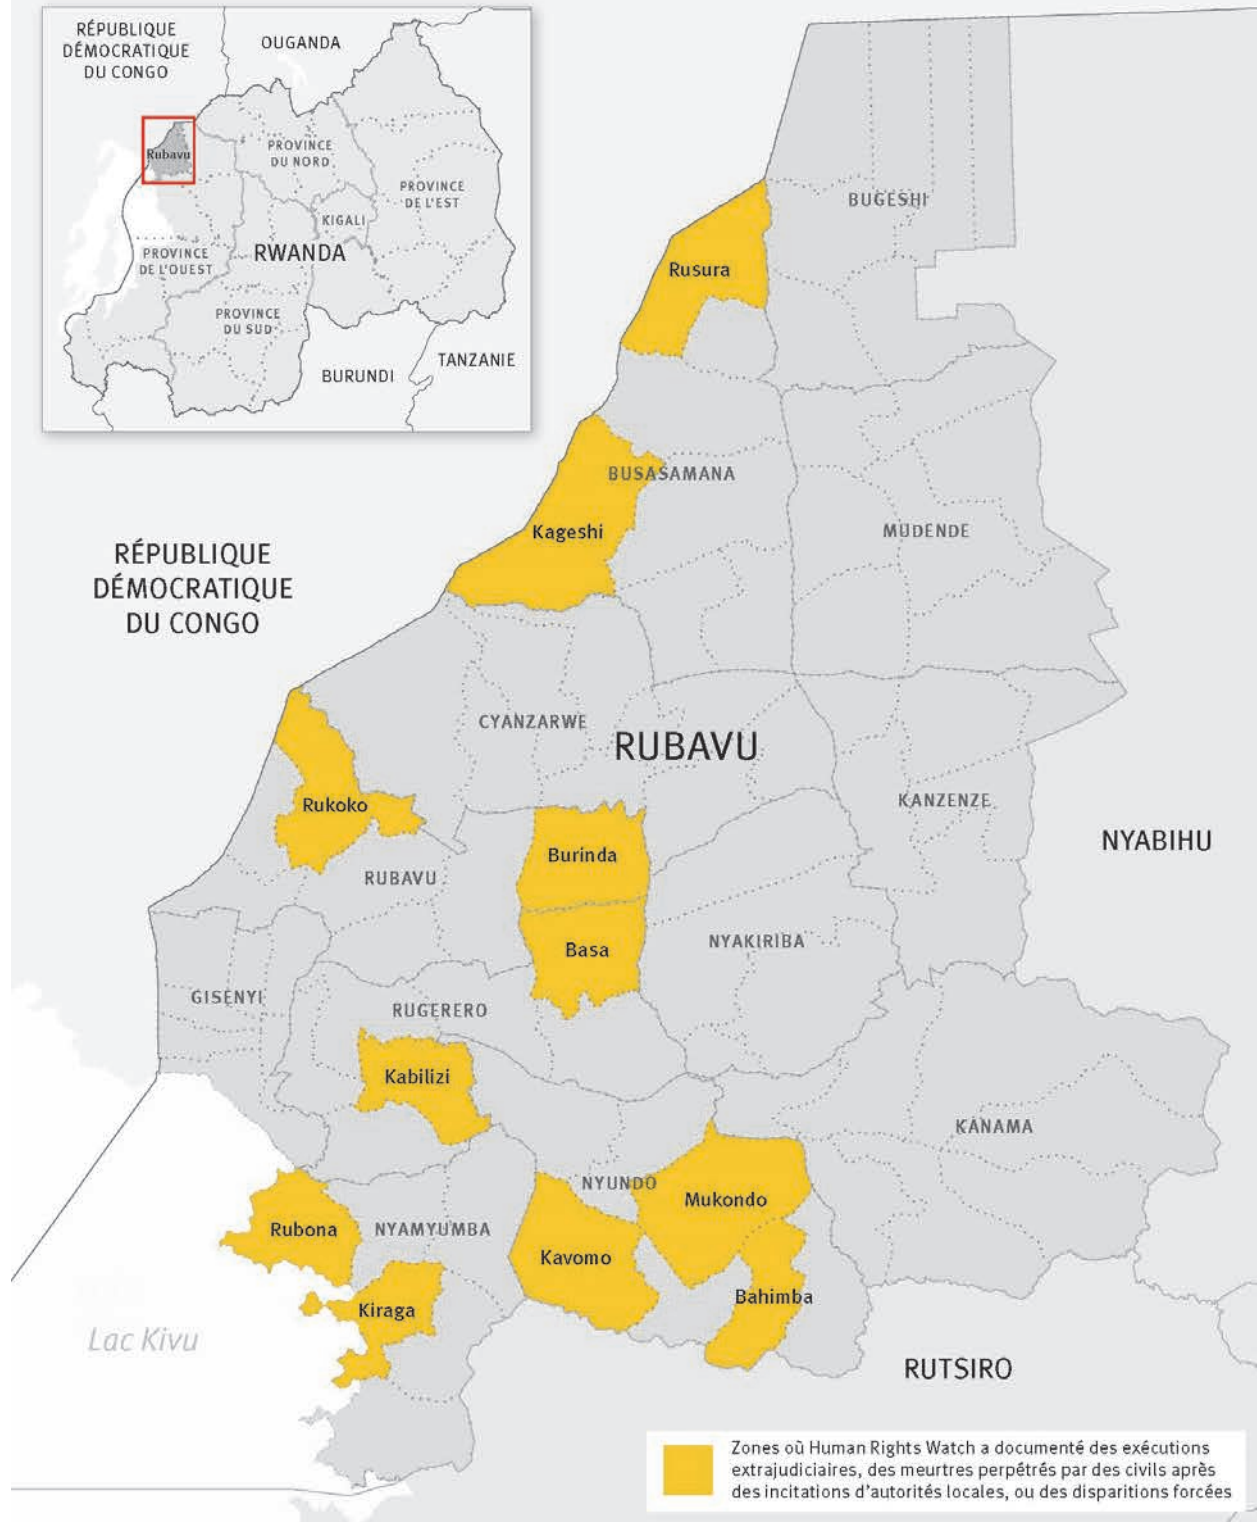 RÉPUBLIQUE
DÉMOCRATIQUE
DU CONGO
OUGANDA
Rubavu
PROVINCE
DU NORD
PROVINCE
DE L'EST
KIGALI
PROVINCE
DE L'OUEST
RWANDA
PROVINCE
DU SUD
BURUNDI
TANZANIE
BUGESHI
Rusura
BUSASAMANA
Kageshi
MUDENDE
RÉPUBLIQUE
DÉMOCRATIQUE
DU CONGO
CYANZARWE
RUBAVU
Rukoko
KANZENZE
NYABIHU
Burinda
RUBAVU
Basa
NYAKIRIBA
GISENYI
RUGERERO
Kabilizi
KANAMA
NYUNDO
Mukondo
Rubona
NYAMYUMBA
Kavomo
Bahimba
Kiraga
Lac Kivu
RUTSIRO
Zones où Human Rights Watch a documenté des exécutions
extrajudiciaires, des meurtres perpétrés par des civils après
des incitations d'autorités locales, ou des disparitions forcées